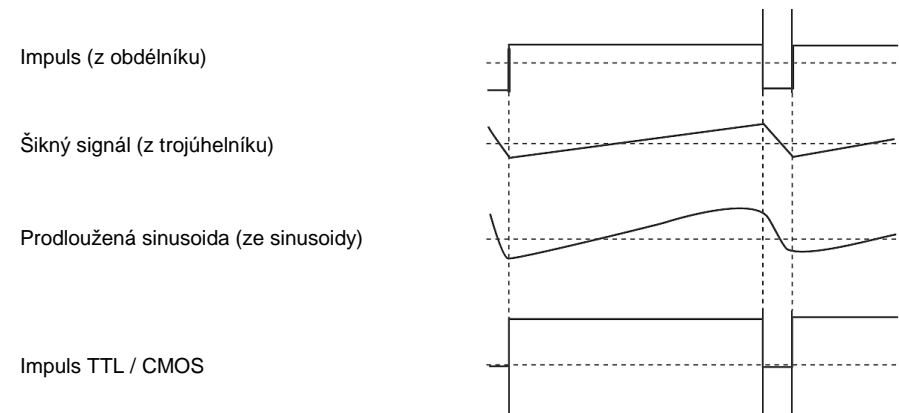 Impuls (z obdélníku)
Šikný signál (z trojúhelníku)
Prodloužená sinusoida (ze sinusoidy)
Impuls TTL / CMOS